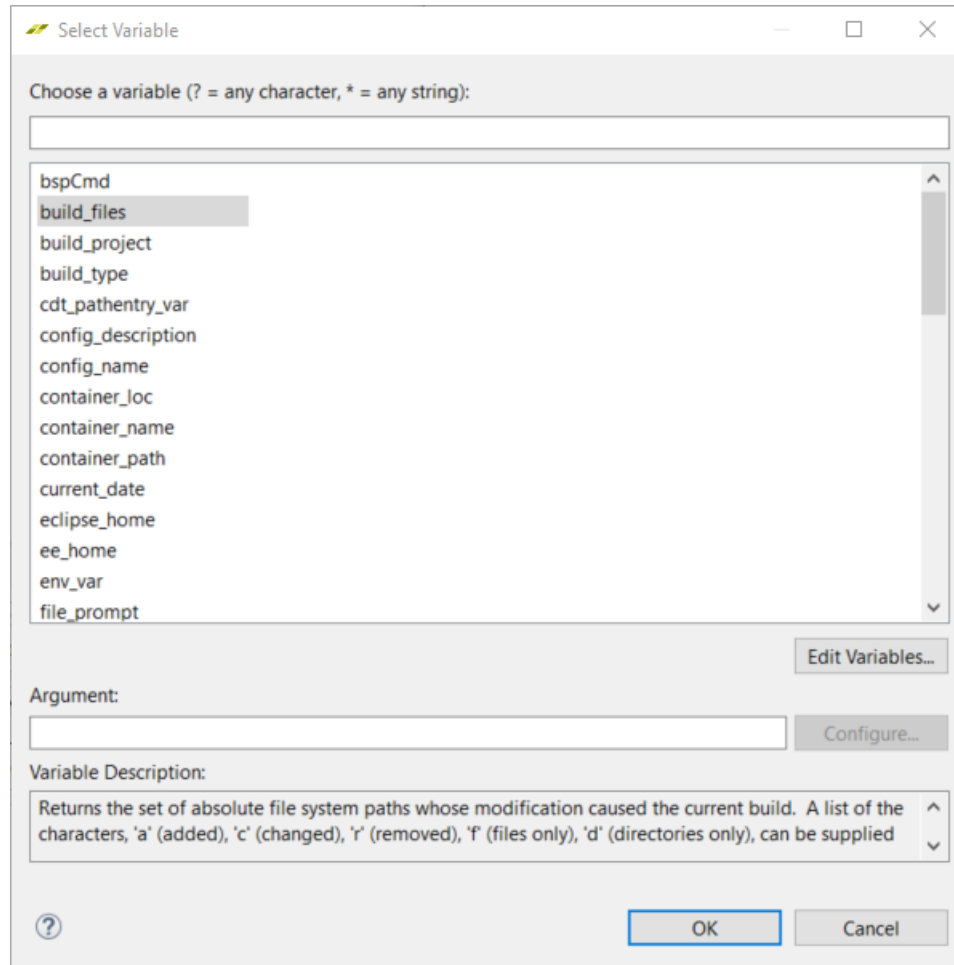 Select Variable
Choose a variable (? = any character, * = any string):
bspCmd
build_files
build_project
build_type
cdt_pathentry_var
config_description
config_name
container_loc
container_name
container_path
current_date
eclipse_home
ee_home
env_var
file_prompt
Edit Variables...
Argument:
Configure...
Variable Description:
Returns the set of absolute file system paths whose modification caused the current build.  A list of the
characters, 'a' (added), 'c' (changed), 'r' (removed), 'f' (files only), 'd' (directories only), can be supplied
?
OK
Cancel